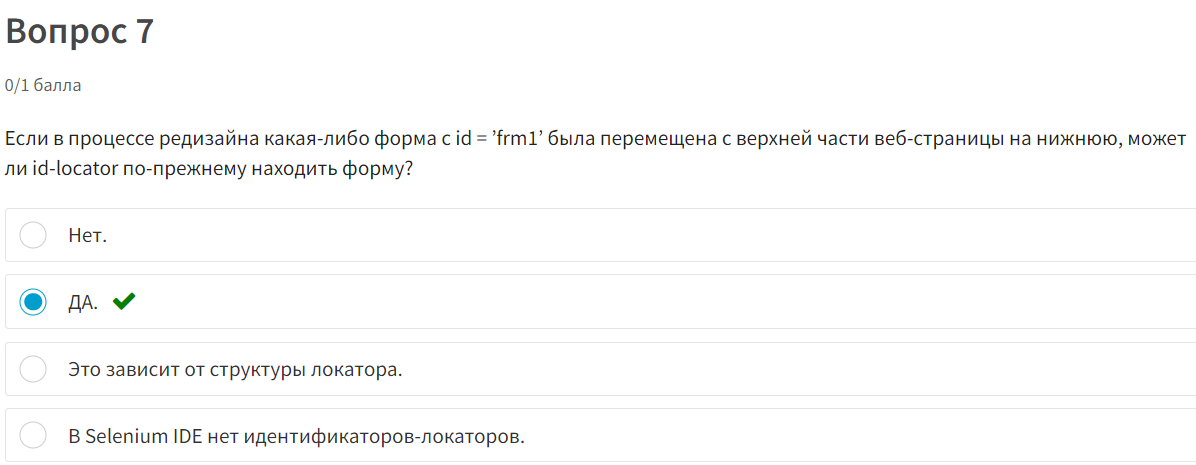 Вопрос 7
0/1 балла
Если в процессе редизайна какая-либо форма с id = ’frm1’ была перемещена с верхней части веб-страницы на нижнюю, может
ли id-locator по-прежнему находить форму?
Нет.
ДА.
Это зависит от структуры локатора.
В Selenium IDE нет идентификаторов-локаторов.